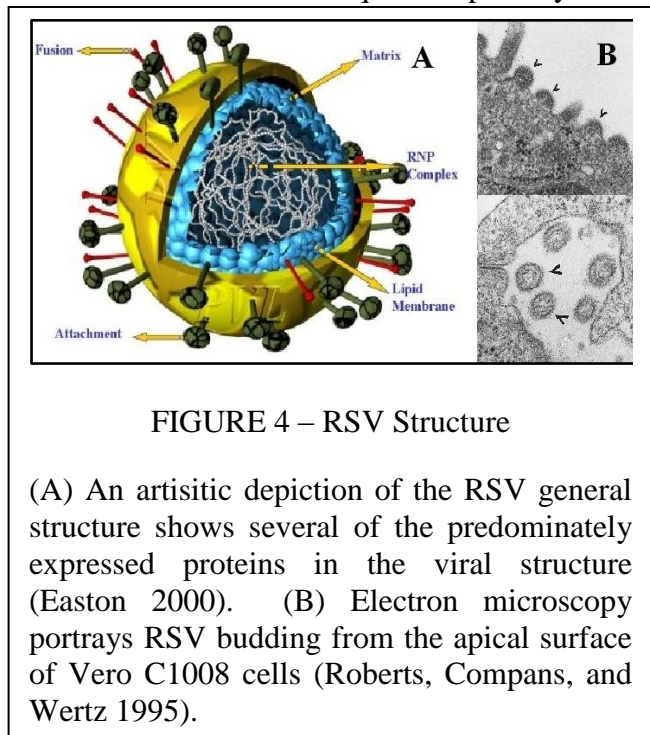 Fusion
Matrix
A
B
RNP
Complex
Lipid
Membrane
Attachment
FIGURE 4 – RSV Structure
(A) An artisitic depiction of the RSV general
structure shows several of the predominately
expressed proteins in the viral structure
(Easton 2000). (B) Electron microscopy
portrays RSV budding from the apical surface
of Vero C1008 cells (Roberts, Compans, and
Wertz 1995).